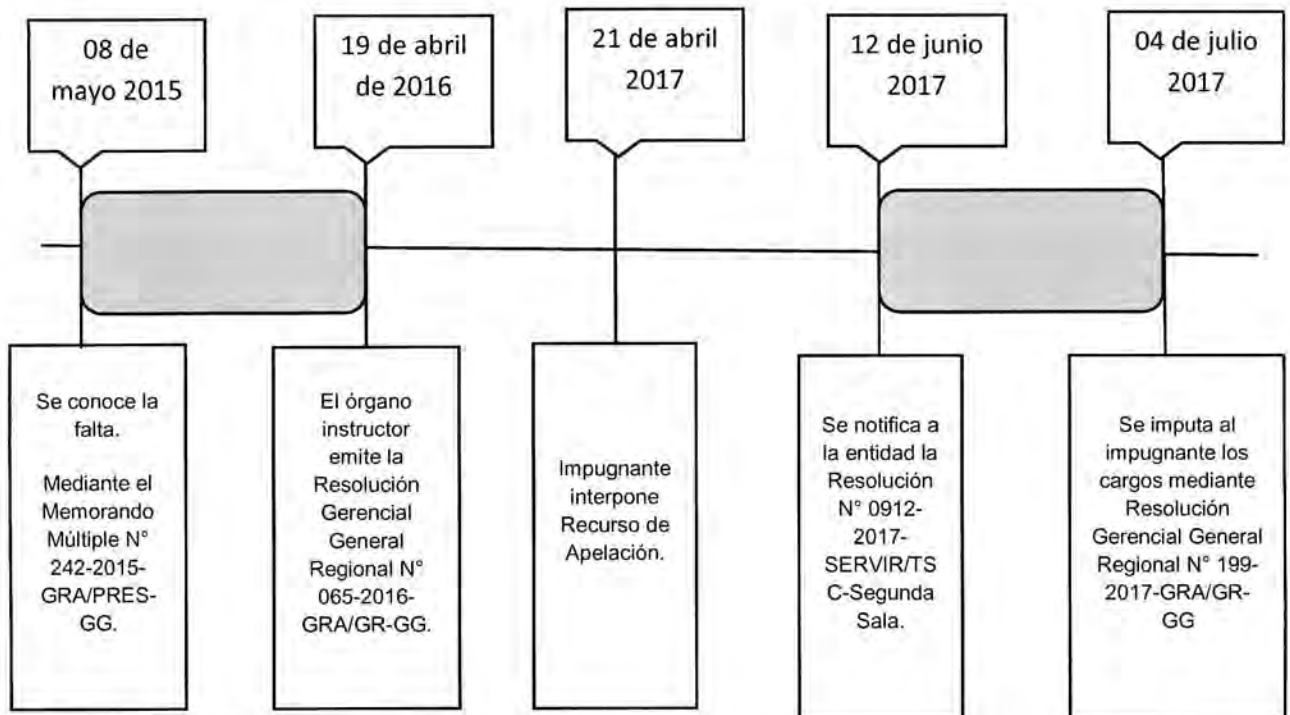 08 de
mayo 2015
19 de abril
de 2016
21 de abril
2017
12 de junio
2017
04 de julio
2017
Se conoce la
falta.
Mediante el
Memorando
Múltiple N°
242-2015-
GRA/PRES-
GG.
El órgano
instructor
emite la
Resolución
Gerencial
General
Regional N°
065-2016-
GRA/GR-GG.
Impugnante
interpone
Recurso de
Apelación.
Se notifica a
la entidad la
Resolución
N° 0912-
2017-
SERVIR/TS
C-Segunda
Sala.
Se imputa al
impugnante los
cargos mediante
Resolución
Gerencial General
Regional N° 199-
2017-GRA/GR-
GG